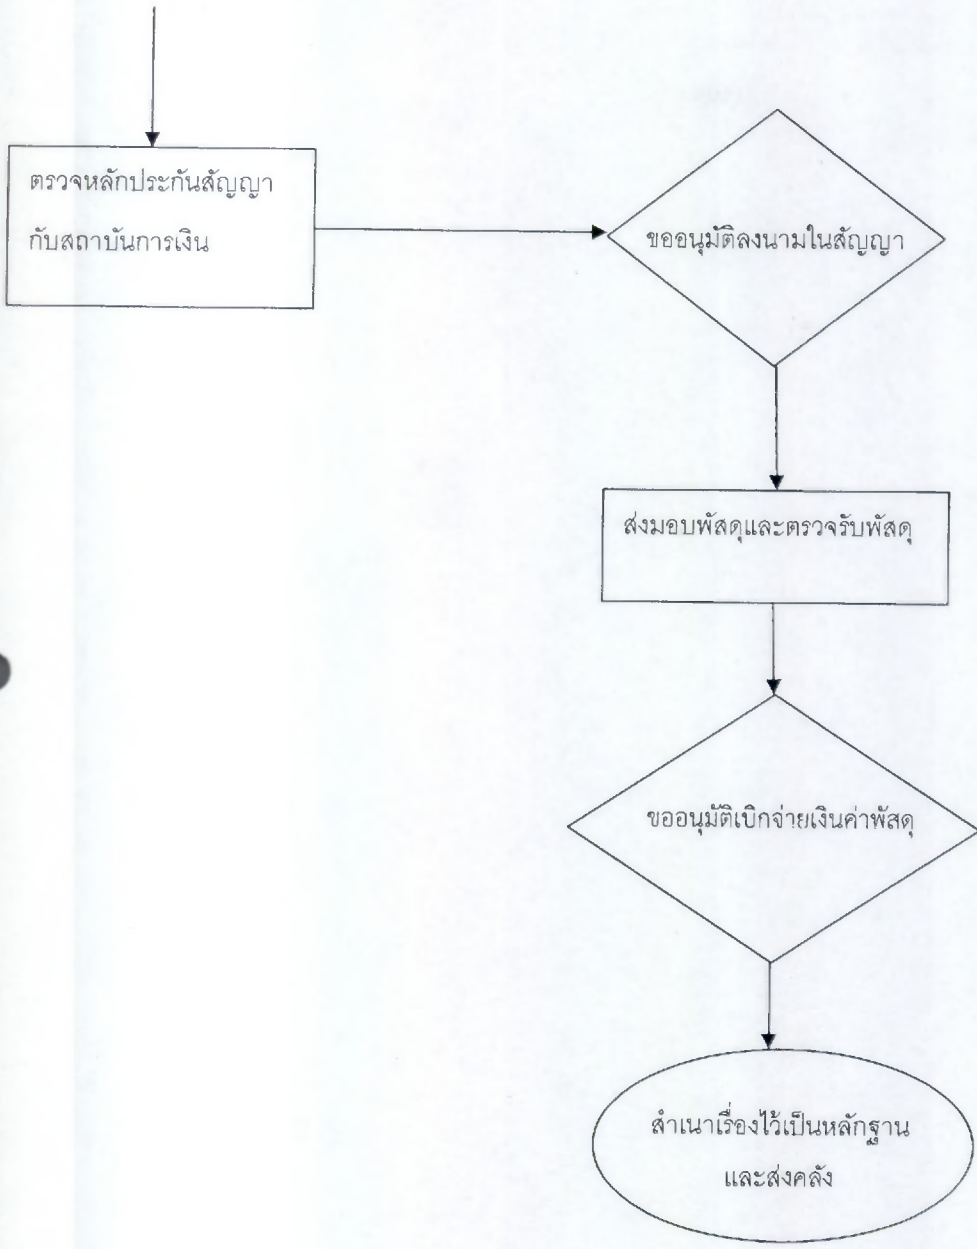 ตรวจหลักประกันสัญญา
กับสถาบันการเงิน
ขออนุมัติลงนามในสัญญา
ส่งมอบพัสดุและตรวจรับพัสดุ
ขออนุมัติเบิกจ่ายเงินค่าพัสดุ
สำเนาเรื่องไว้เป็นหลักฐาน
และส่งคลัง